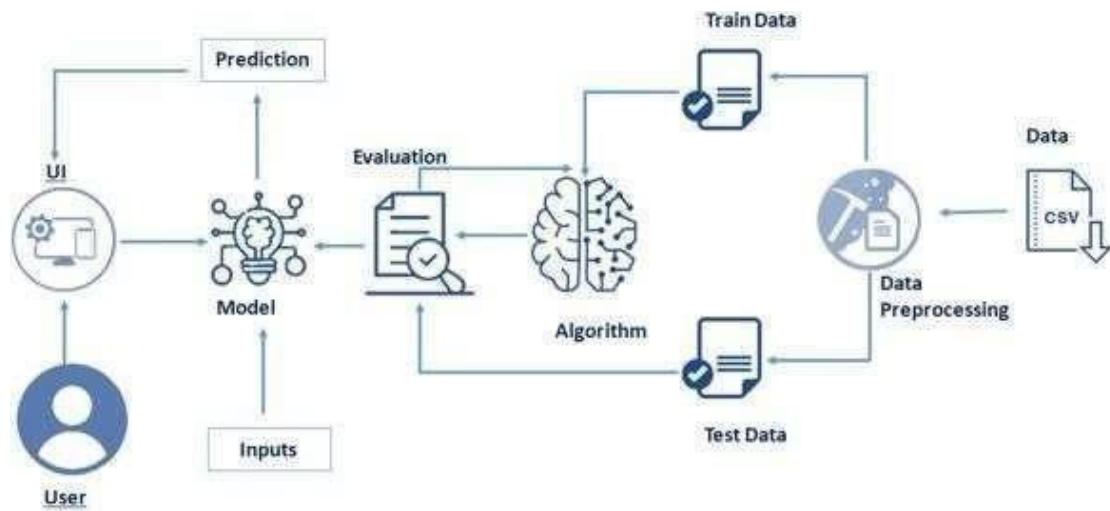 Train Data
Prediction
Evaluation
Data
UI
CSV
Model
Data
Preprocessing
Algorithm
Inputs
Test Data
User